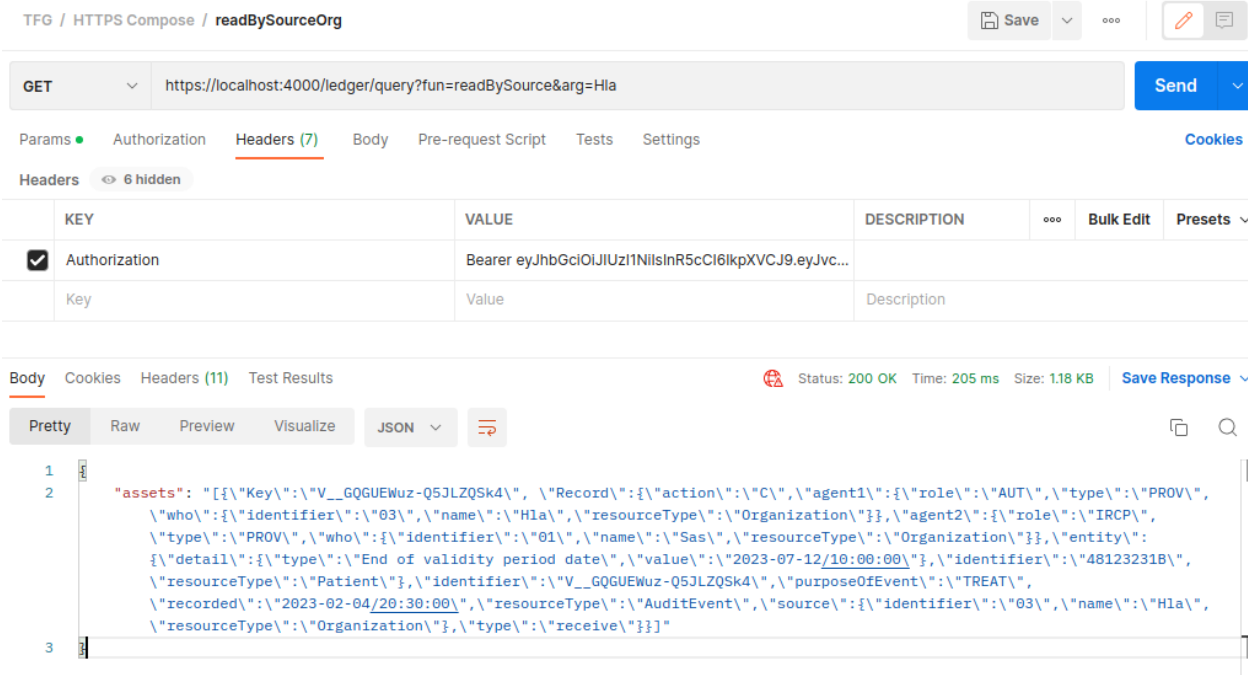 TFG / HTTPS Compose / readBySourceOrg
Save
GET
https://localhost:4000/ledger/query?fun=readBySource&arg=Hla
Send
Params Authorization Headers (7) Body Pre-request Script Tests Settings Cookies
Headers 6 hidden
KEY VALUE DESCRIPTION Bulk Edit Presets
Authorization Bearer eyJhbGciOiJIUzI1NiIsInR5cCI6IkpXVCJ9.eyJvc...
Key Value Description
Body Cookies Headers (11) Test Results Status: 200 OK Time: 205 ms Size: 1.18 KB Save Response
Pretty Raw Preview Visualize JSON
1 {
2 "assets": "[{\"Key\":\"V__GQGUEWuz-Q5JLZQSk4\", \"Record\":{\"action\":\"C\",\"agent1\":{\"role\":\"AUT\",\"type\":\"PROV\",
\"who\":{\"identifier\":\"03\",\"name\":\"Hla\",\"resourceType\":\"Organization\"}},\"agent2\":{\"role\":\"IRCP\",
\"type\":\"PROV\",\"who\":{\"identifier\":\"01\",\"name\":\"Sas\",\"resourceType\":\"Organization\"}},\"entity\":
{\"detail\":{\"type\":\"End of validity period date\",\"value\":\"2023-07-12/10:00:00\"},\"identifier\":\"48123231B\",
\"resourceType\":\"Patient\"},\"identifier\":\"V__GQGUEWuz-Q5JLZQSk4\",\"purposeOfEvent\":\"TREAT\",
\"recorded\":\"2023-02-04/20:30:00\",\"resourceType\":\"AuditEvent\",\"source\":{\"identifier\":\"03\",\"name\":\"Hla\",
\"resourceType\":\"Organization\"},\"type\":\"receive\"}}]"
3 }